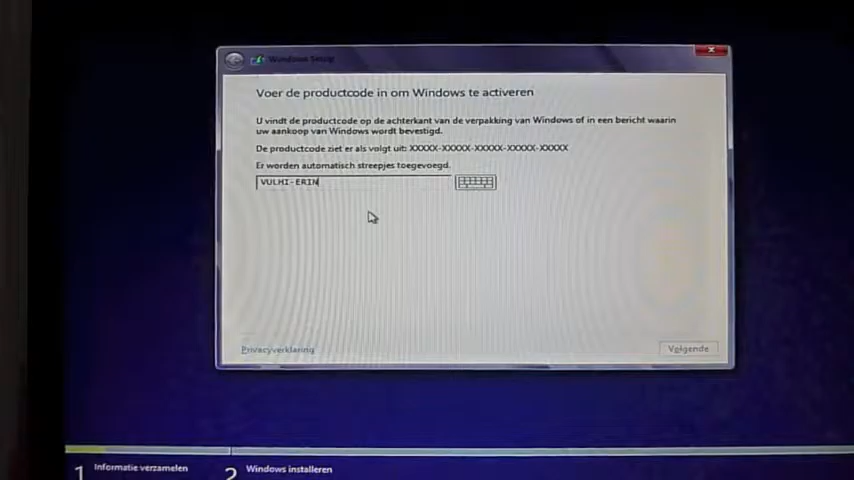 Windows Setup
Voer de productcode in om Windows te activeren
U vindt de productcode op de achterkant van de verpakking van Windows of in een bericht waarin
uw aankoop van Windows wordt bevestigd.
De productcode ziet er als volgt uit: XXXXX-XXXXX-XXXXX-XXXXX-XXXXX
Er worden automatisch streepjes toegevoegd.
VULHI-ERIN
Privacyverklaring
Volgende
1 Informatie verzamelen
2 Windows installeren